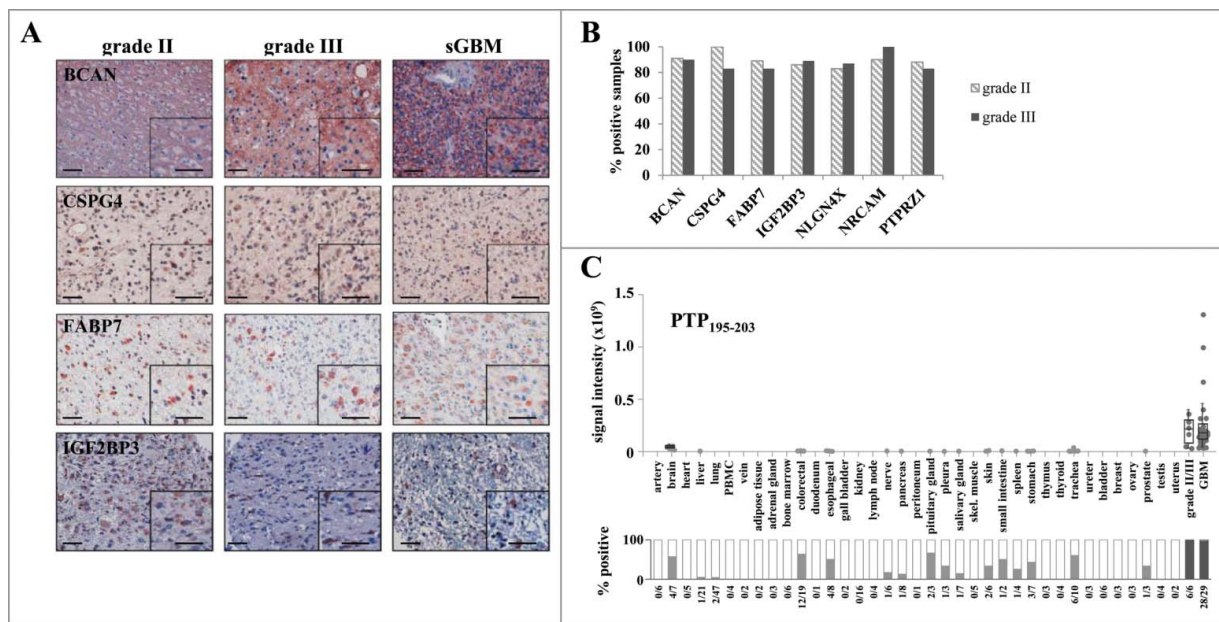 A
grade II
grade III
sGBM
BCAN
CSPG4
FABP7
IGF2BP3
B
% positive samples
100
80
60
40
20
0
BCAN
CSPG4
FABP7
IGF2BP3
NLGN4X
NRCAM
PTPRZ1
grade II
grade III
C
PTP195-203
signal intensity (x10⁹)
1.5
1.0
0.5
0
artery
brain
heart
liver
lung
PBMC
vein
adipose tissue
adrenal gland
bone marrow
colorectal
duodenum
esophageal
gall bladder
kidney
lymph node
nerve
pancreas
peritoneum
pituitary gland
pleura
salivary gland
skel. muscle
skin
small intestine
spleen
stomach
thymus
thyroid
trachea
ureter
bladder
breast
ovary
prostate
testis
uterus
grade II/III
GBM
% positive
100
0
0/6
4/7
0/5
1/21
2/47
0/4
0/2
0/2
0/3
0/6
12/19
0/1
4/8
0/2
0/16
0/4
1/6
1/8
0/1
2/3
1/3
1/7
0/5
2/6
1/2
1/4
3/7
0/3
0/4
6/10
0/3
0/6
0/3
0/3
1/3
0/4
0/2
6/6
28/29